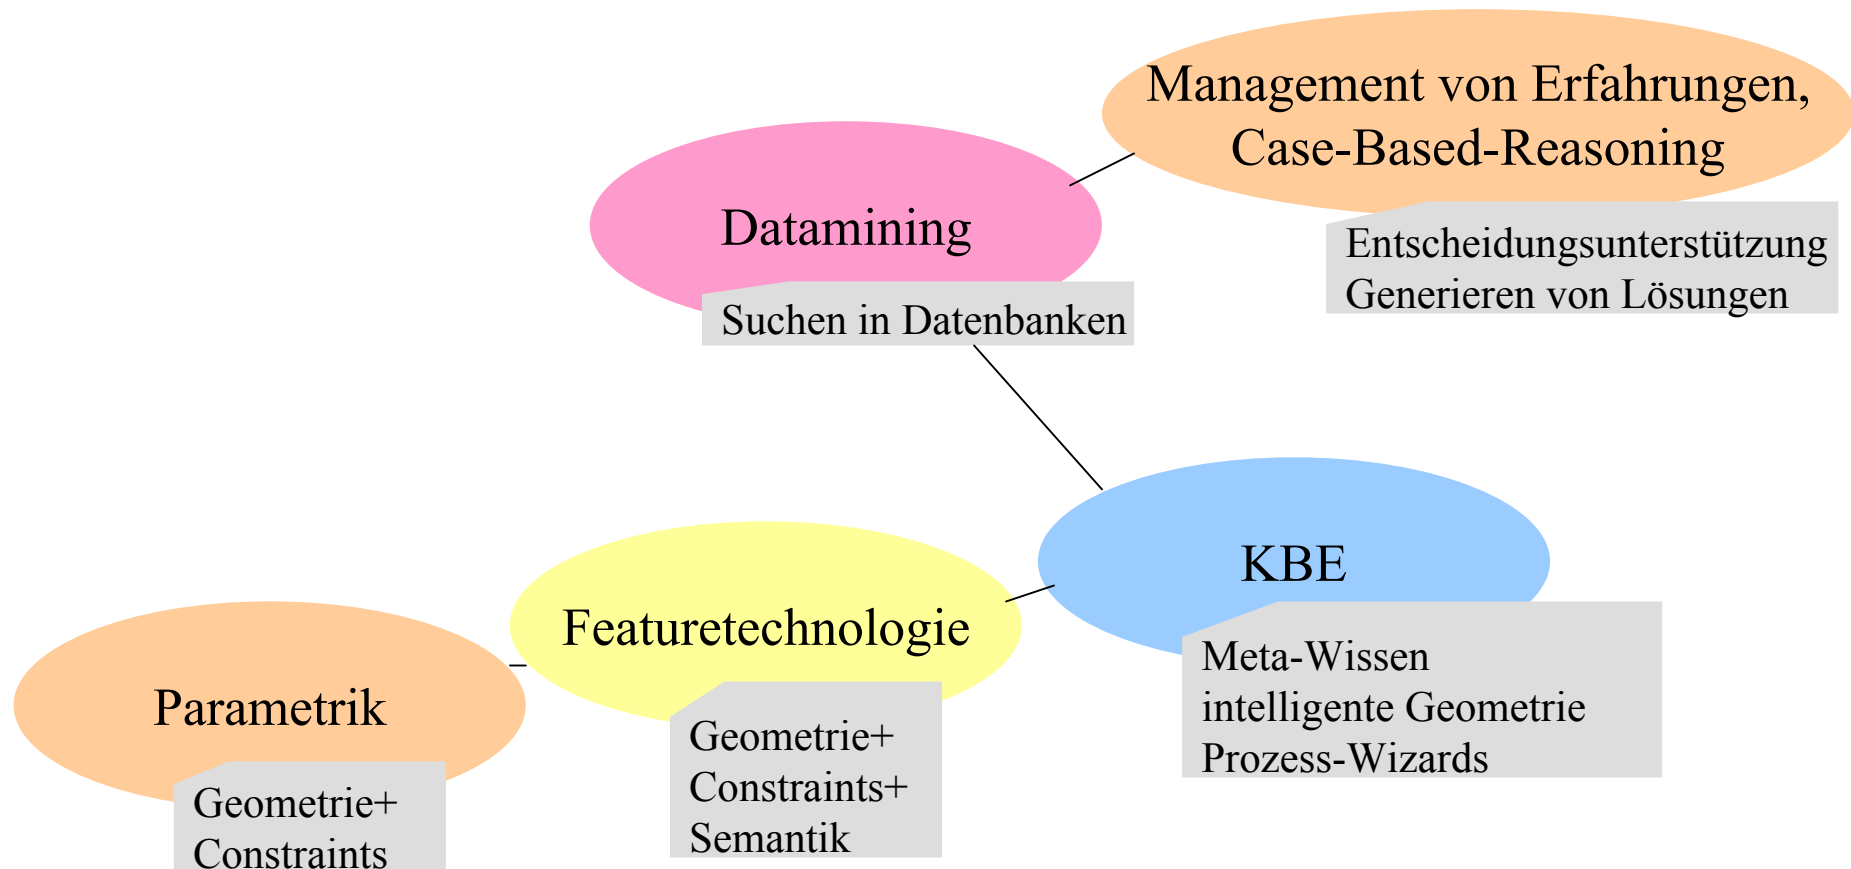 Management von Erfahrungen,
Case-Based-Reasoning
Entscheidungsunterstützung
Generieren von Lösungen
Datamining
Suchen in Datenbanken
KBE
Meta-Wissen
intelligente Geometrie
Prozess-Wizards
Featuretechnologie
Geometrie+
Constraints+
Semantik
Parametrik
Geometrie+
Constraints